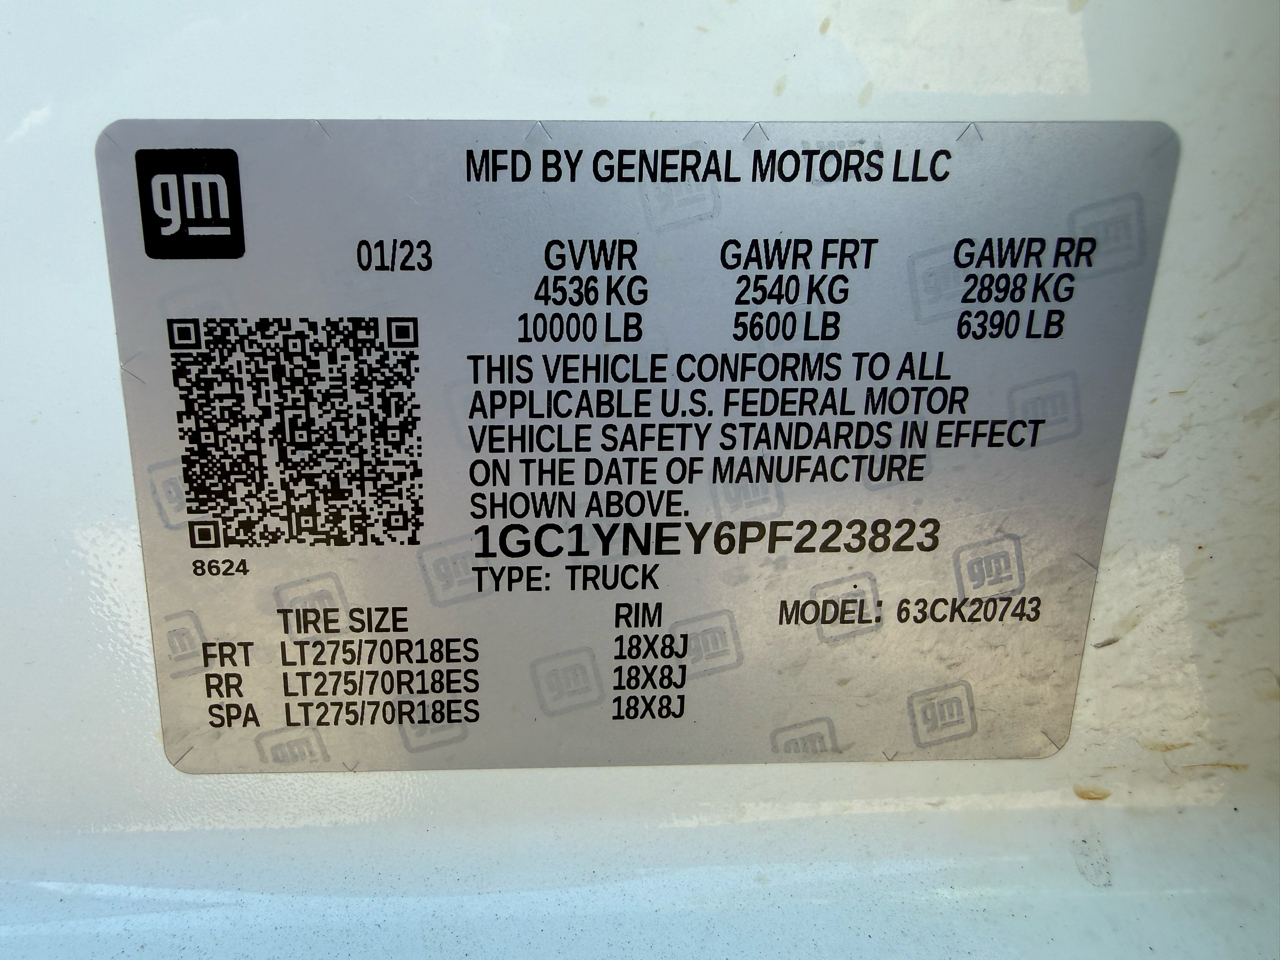 gm
MFD BY GENERAL MOTORS LLC
01/23 GVWR GAWR FRT GAWR RR
4536 KG 2540 KG 2898 KG
10000 LB 5600 LB 6390 LB
THIS VEHICLE CONFORMS TO ALL
APPLICABLE U.S. FEDERAL MOTOR
VEHICLE SAFETY STANDARDS IN EFFECT
ON THE DATE OF MANUFACTURE
SHOWN ABOVE.
1GC1YNEY6PF223823
8624
TYPE: TRUCK
TIRE SIZE RIM MODEL: 63CK20743
FRT LT275/70R18ES 18X8J
RR LT275/70R18ES 18X8J
SPA LT275/70R18ES 18X8J